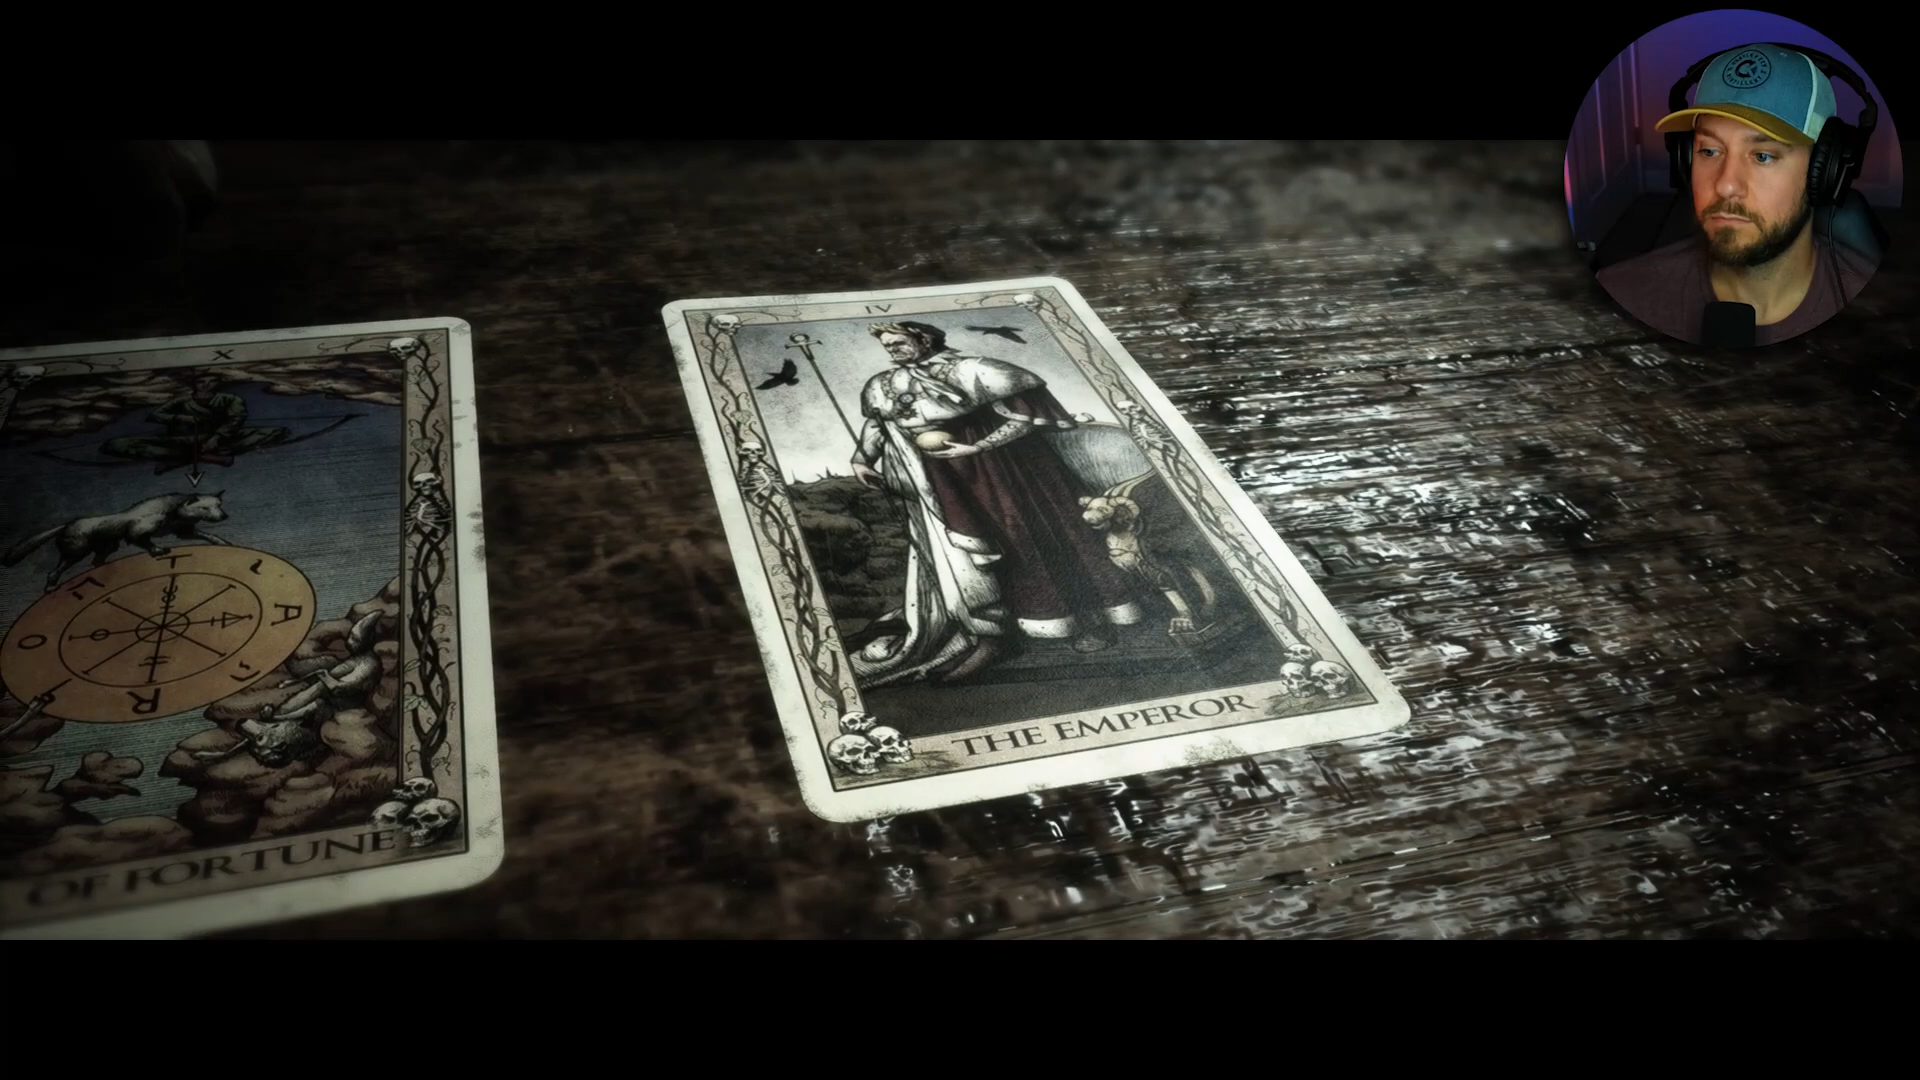 X
OF FORTUNE
T
A
R
O
IV
THE EMPEROR